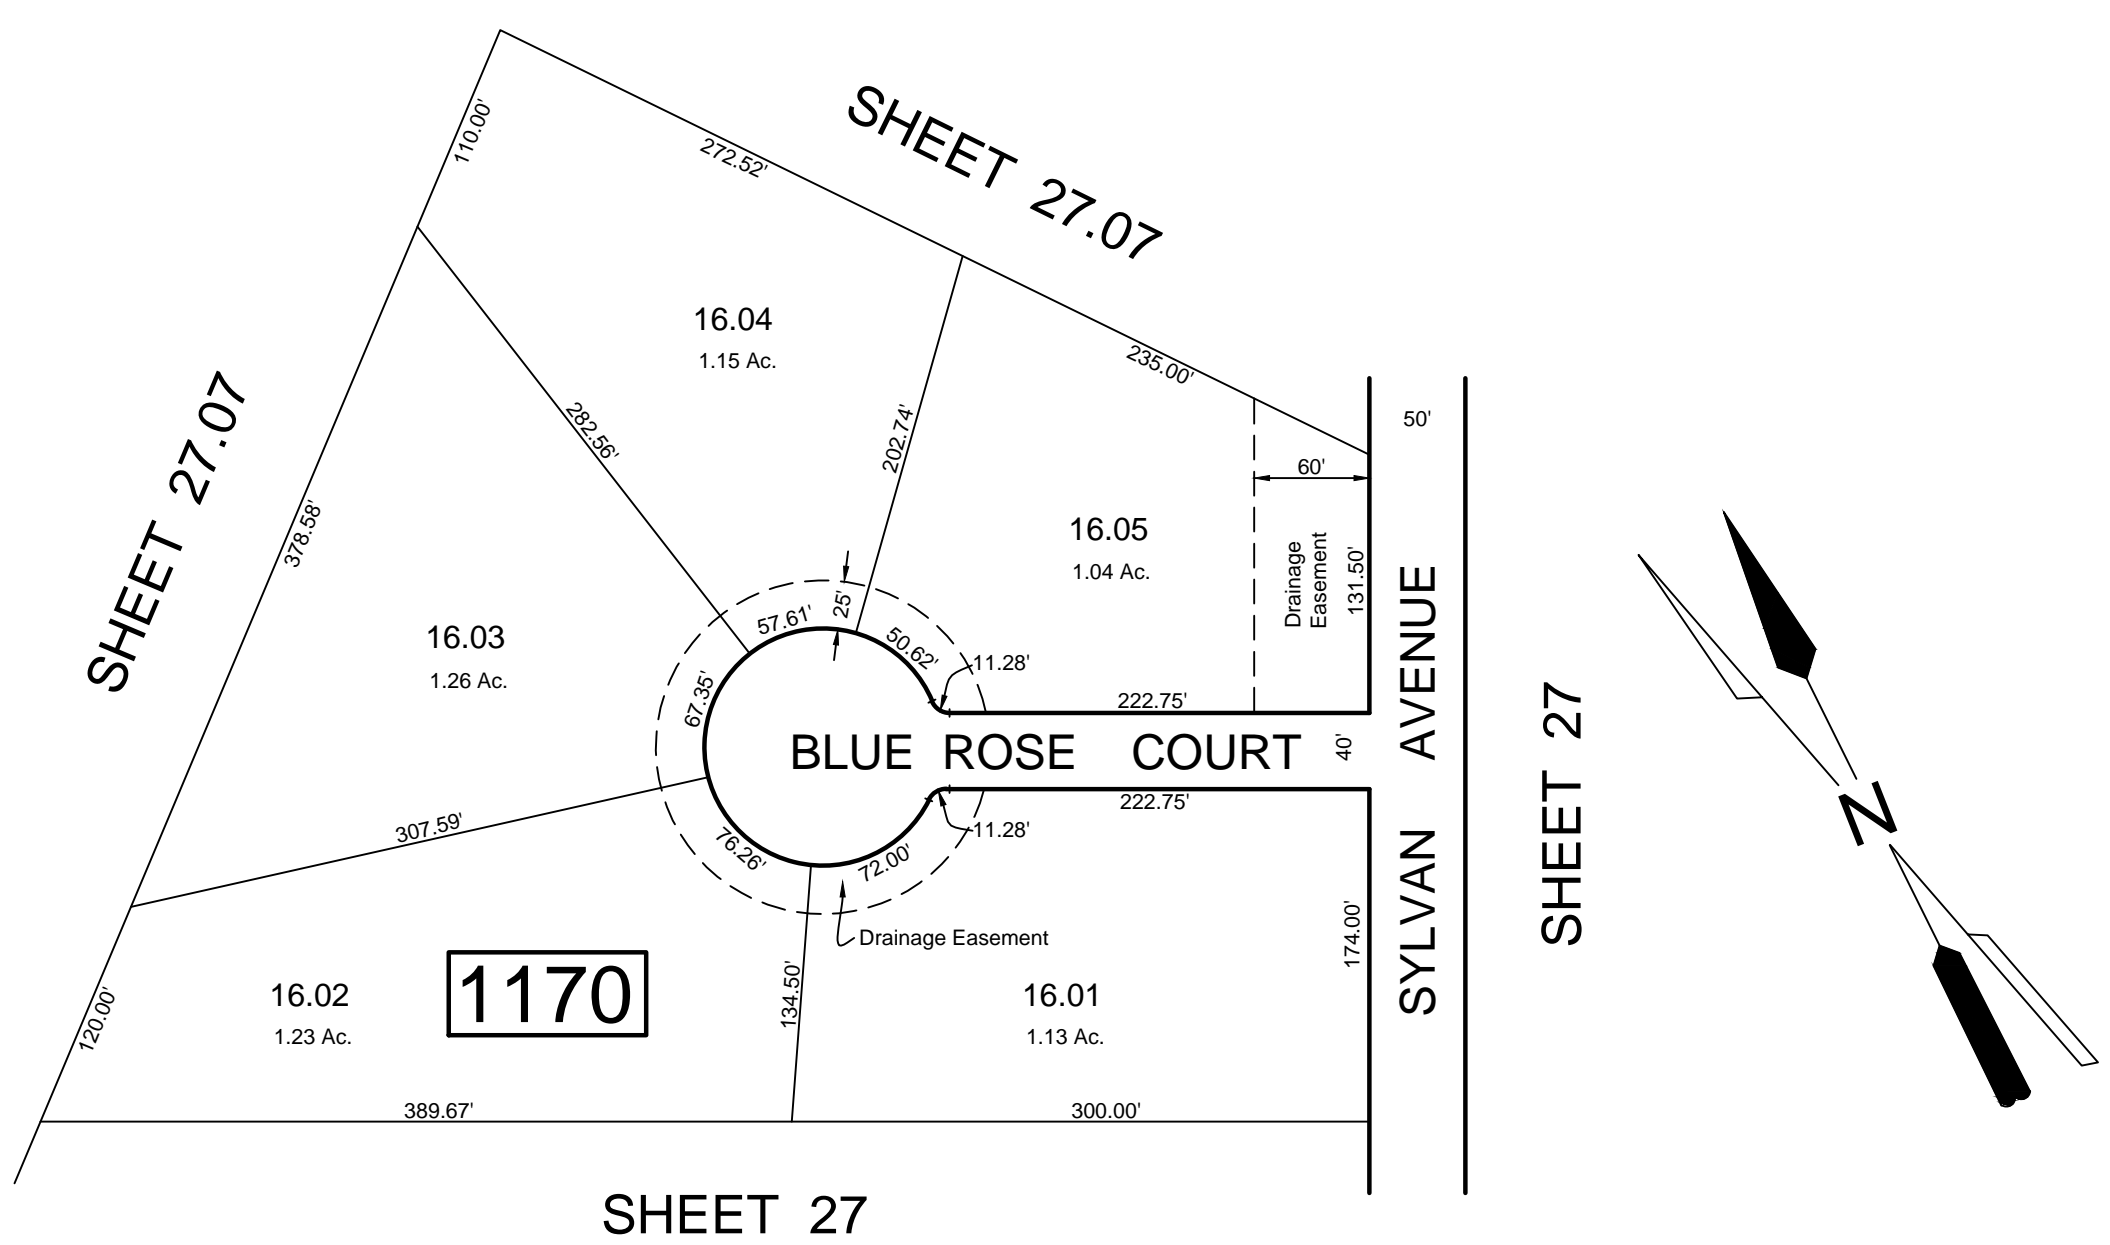 SHEET 27.07
110.00'
272.52'
16.04
1.15 Ac.
235.00'
50'
SHEET 27.07
378.58'
282.56'
202.74'
60'
16.05
1.04 Ac.
Drainage
Easement
131.50'
16.03
1.26 Ac.
57.61'
25'
50.62'
11.28'
67.35'
222.75'
BLUE ROSE COURT
40'
SYLVAN AVENUE
SHEET 27
N
222.75'
11.28'
307.59'
76.26'
72.00'
Drainage Easement
174.00'
16.02
1.23 Ac.
1170
134.50'
16.01
1.13 Ac.
120.00'
389.67'
300.00'
SHEET 27